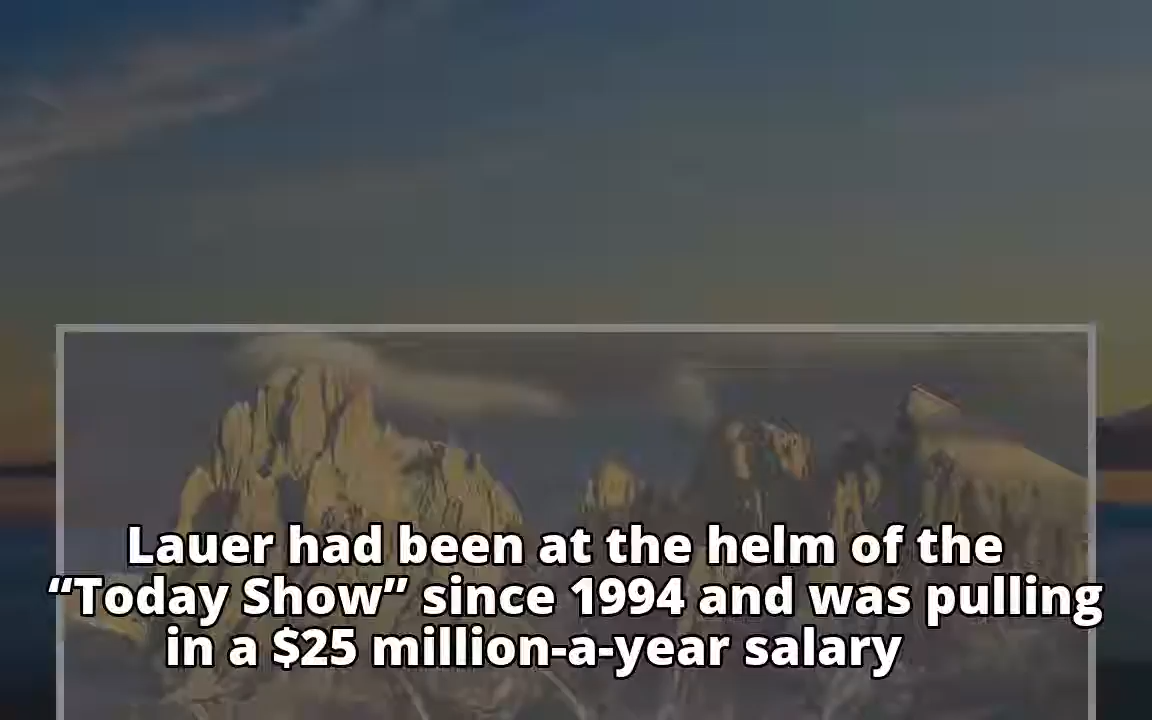 Lauer had been at the helm of the
“Today Show” since 1994 and was pulling
in a $25 million-a-year salary